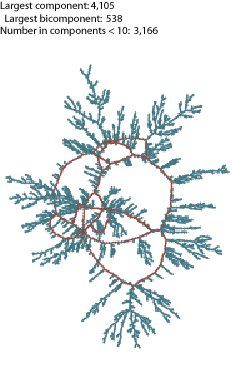 Largest component: 4,105
Largest bicomponent: 538
Number in components < 10: 3,166